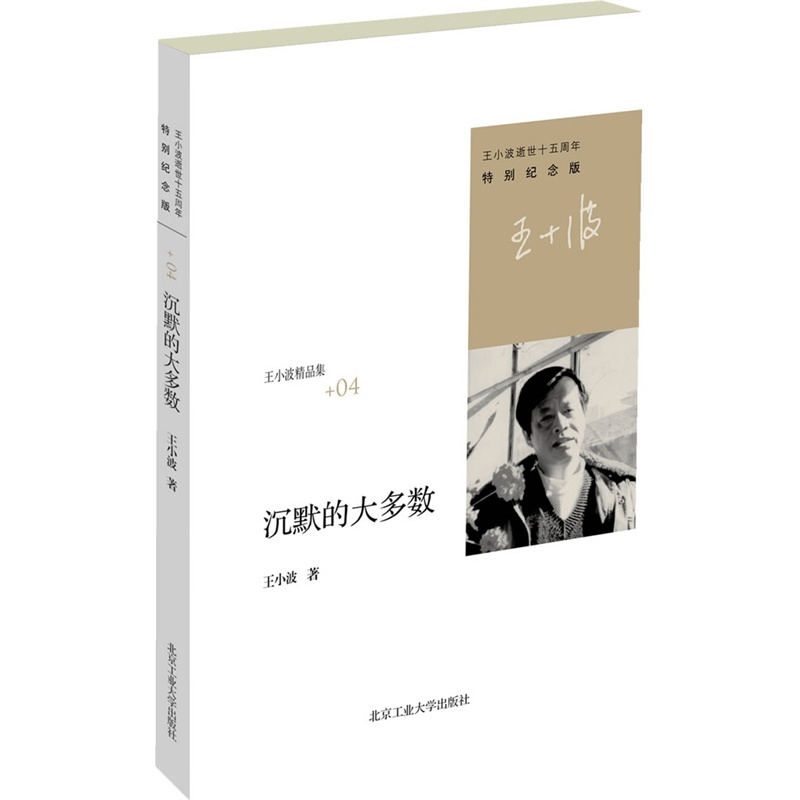 王小波逝世十五周年
特别纪念版
+04
沉默的大多数
王小波 著
北京工业大学出版社
王小波逝世十五周年
特别纪念版
王小波
王小波精品集
+04
沉默的大多数
王小波 著
北京工业大学出版社